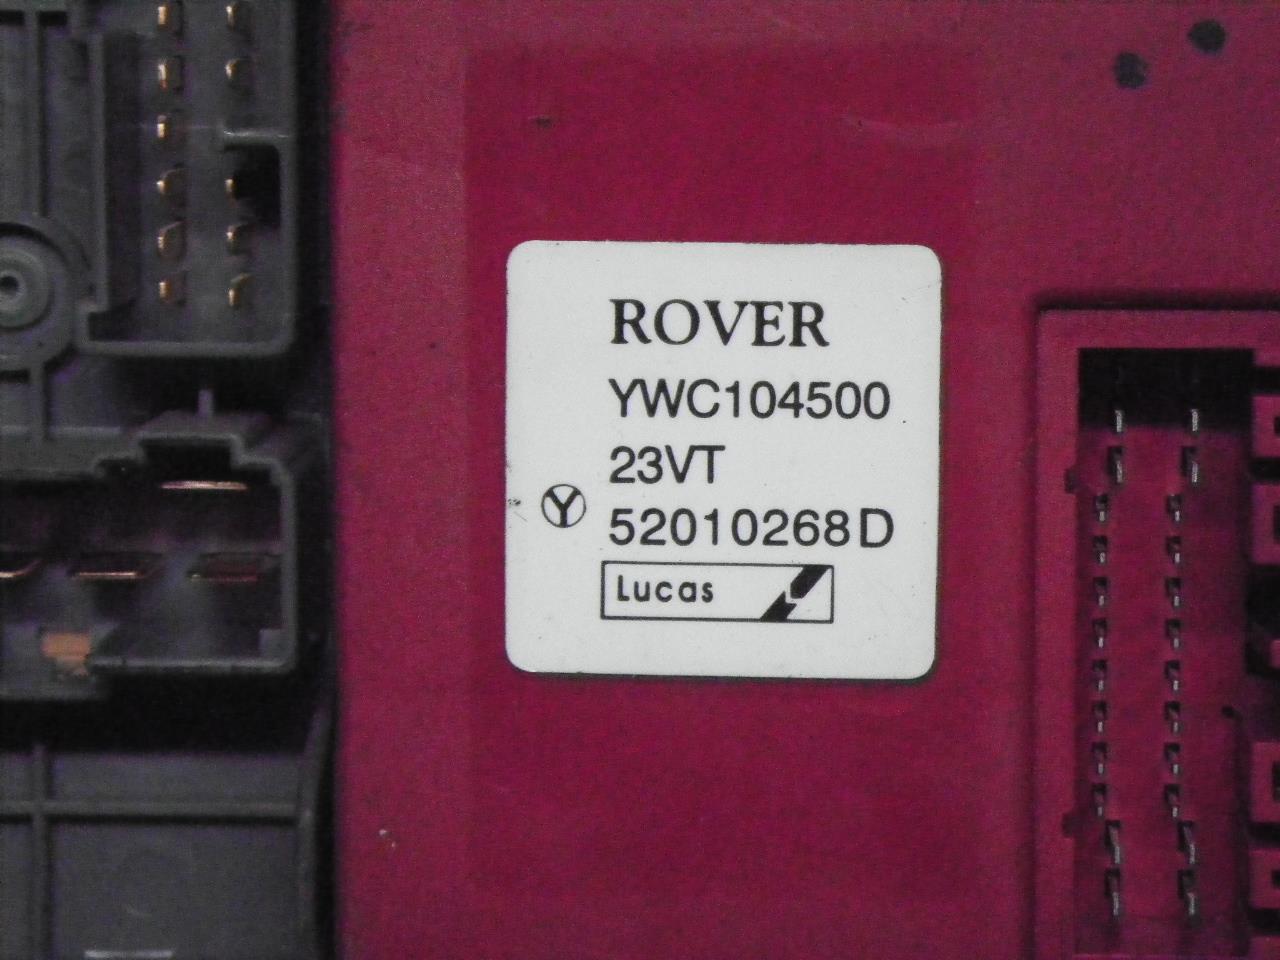 ROVER
YWC104500
23VT
Y 52010268D
Lucas